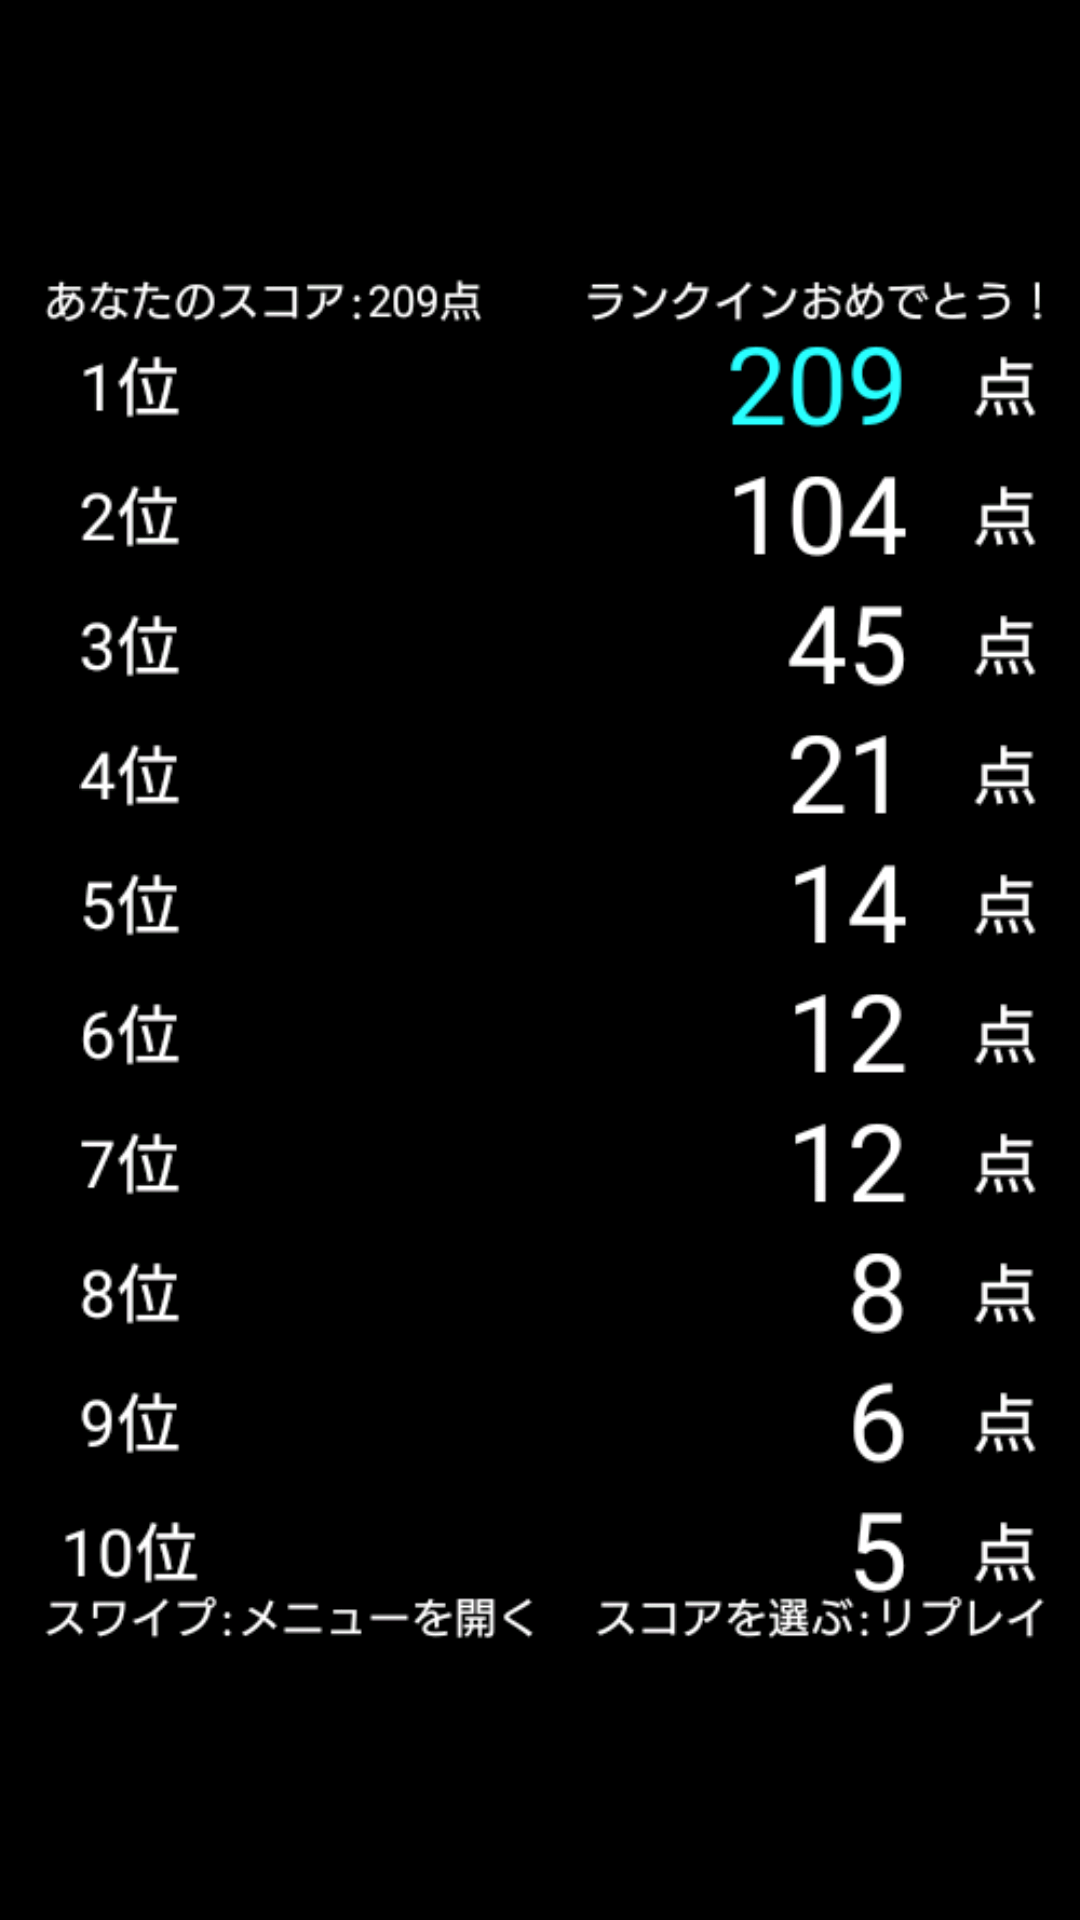 あなたのスコア:209点 ランクインおめでとう!
1位 209 点
2位 104 点
3位 45 点
4位 21 点
5位 14 点
6位 12 点
7位 12 点
8位 8 点
9位 6 点
10位 5 点
スワイプ:メニューを開く スコアを選ぶ:リプレイ